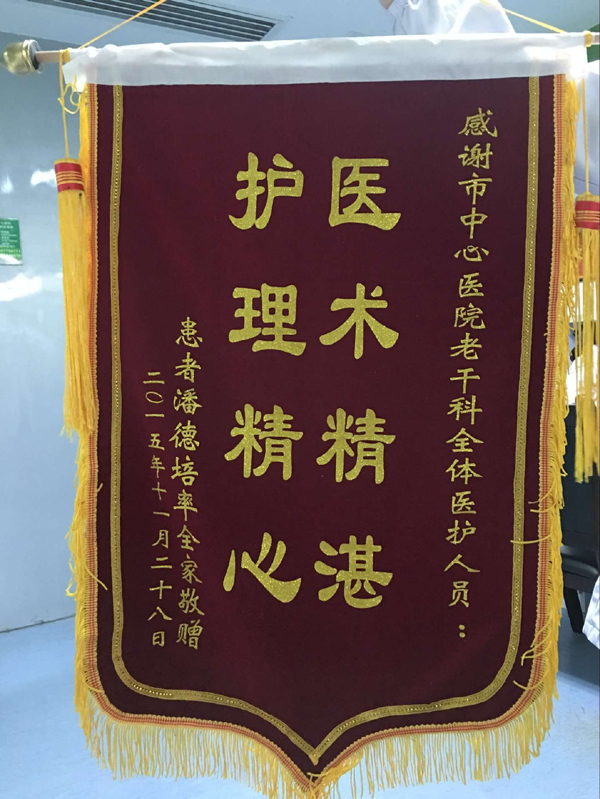 感谢市中心医院老干科全体医护人员：
医术精湛
护理精心
患者潘德培率全家敬赠
二〇一五年十一月二十八日